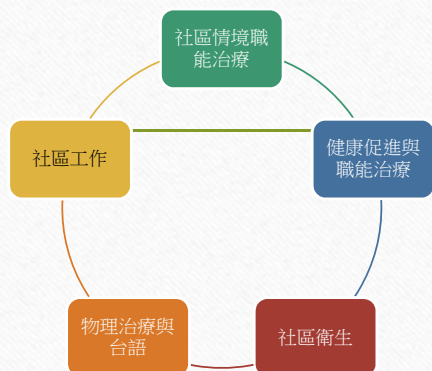 社區情境職
能治療
健康促進與
職能治療
社區衛生
物理治療與
台語
社區工作